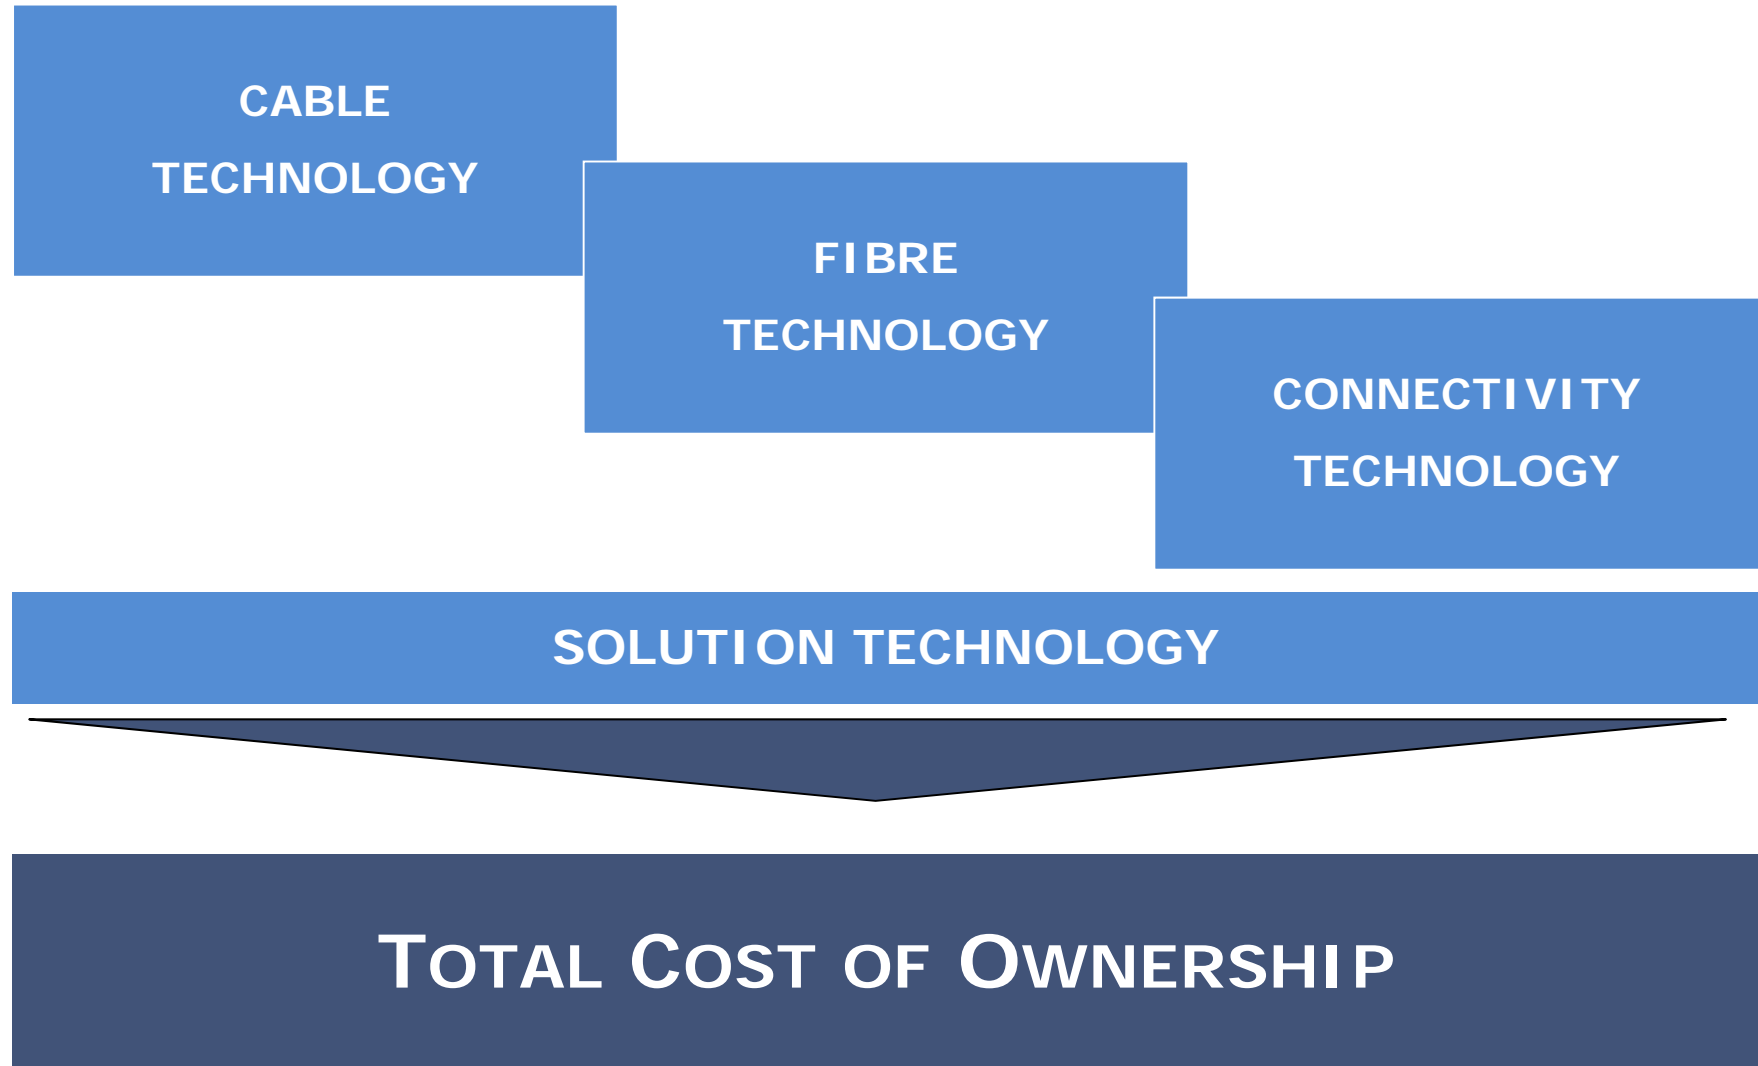 CABLE
TECHNOLOGY
FIBRE
TECHNOLOGY
CONNECTIVITY
TECHNOLOGY
SOLUTION TECHNOLOGY
TOTAL COST OF OWNERSHIP